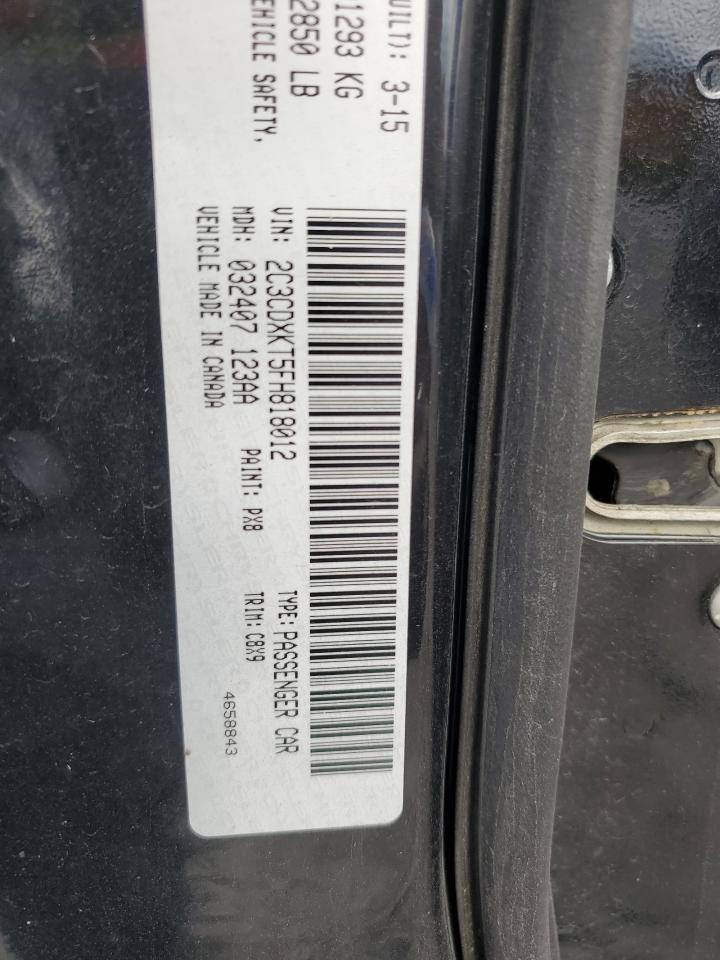 UILT): 3-15
1293 KG
2850 LB
VEHICLE SAFETY,
VIN: 2C3CDXKT5FH818012 TYPE: PASSENGER CAR
MDH: 032407 123AA PAINT: PX8 TRIM: C8X9
VEHICLE MADE IN CANADA 4658843